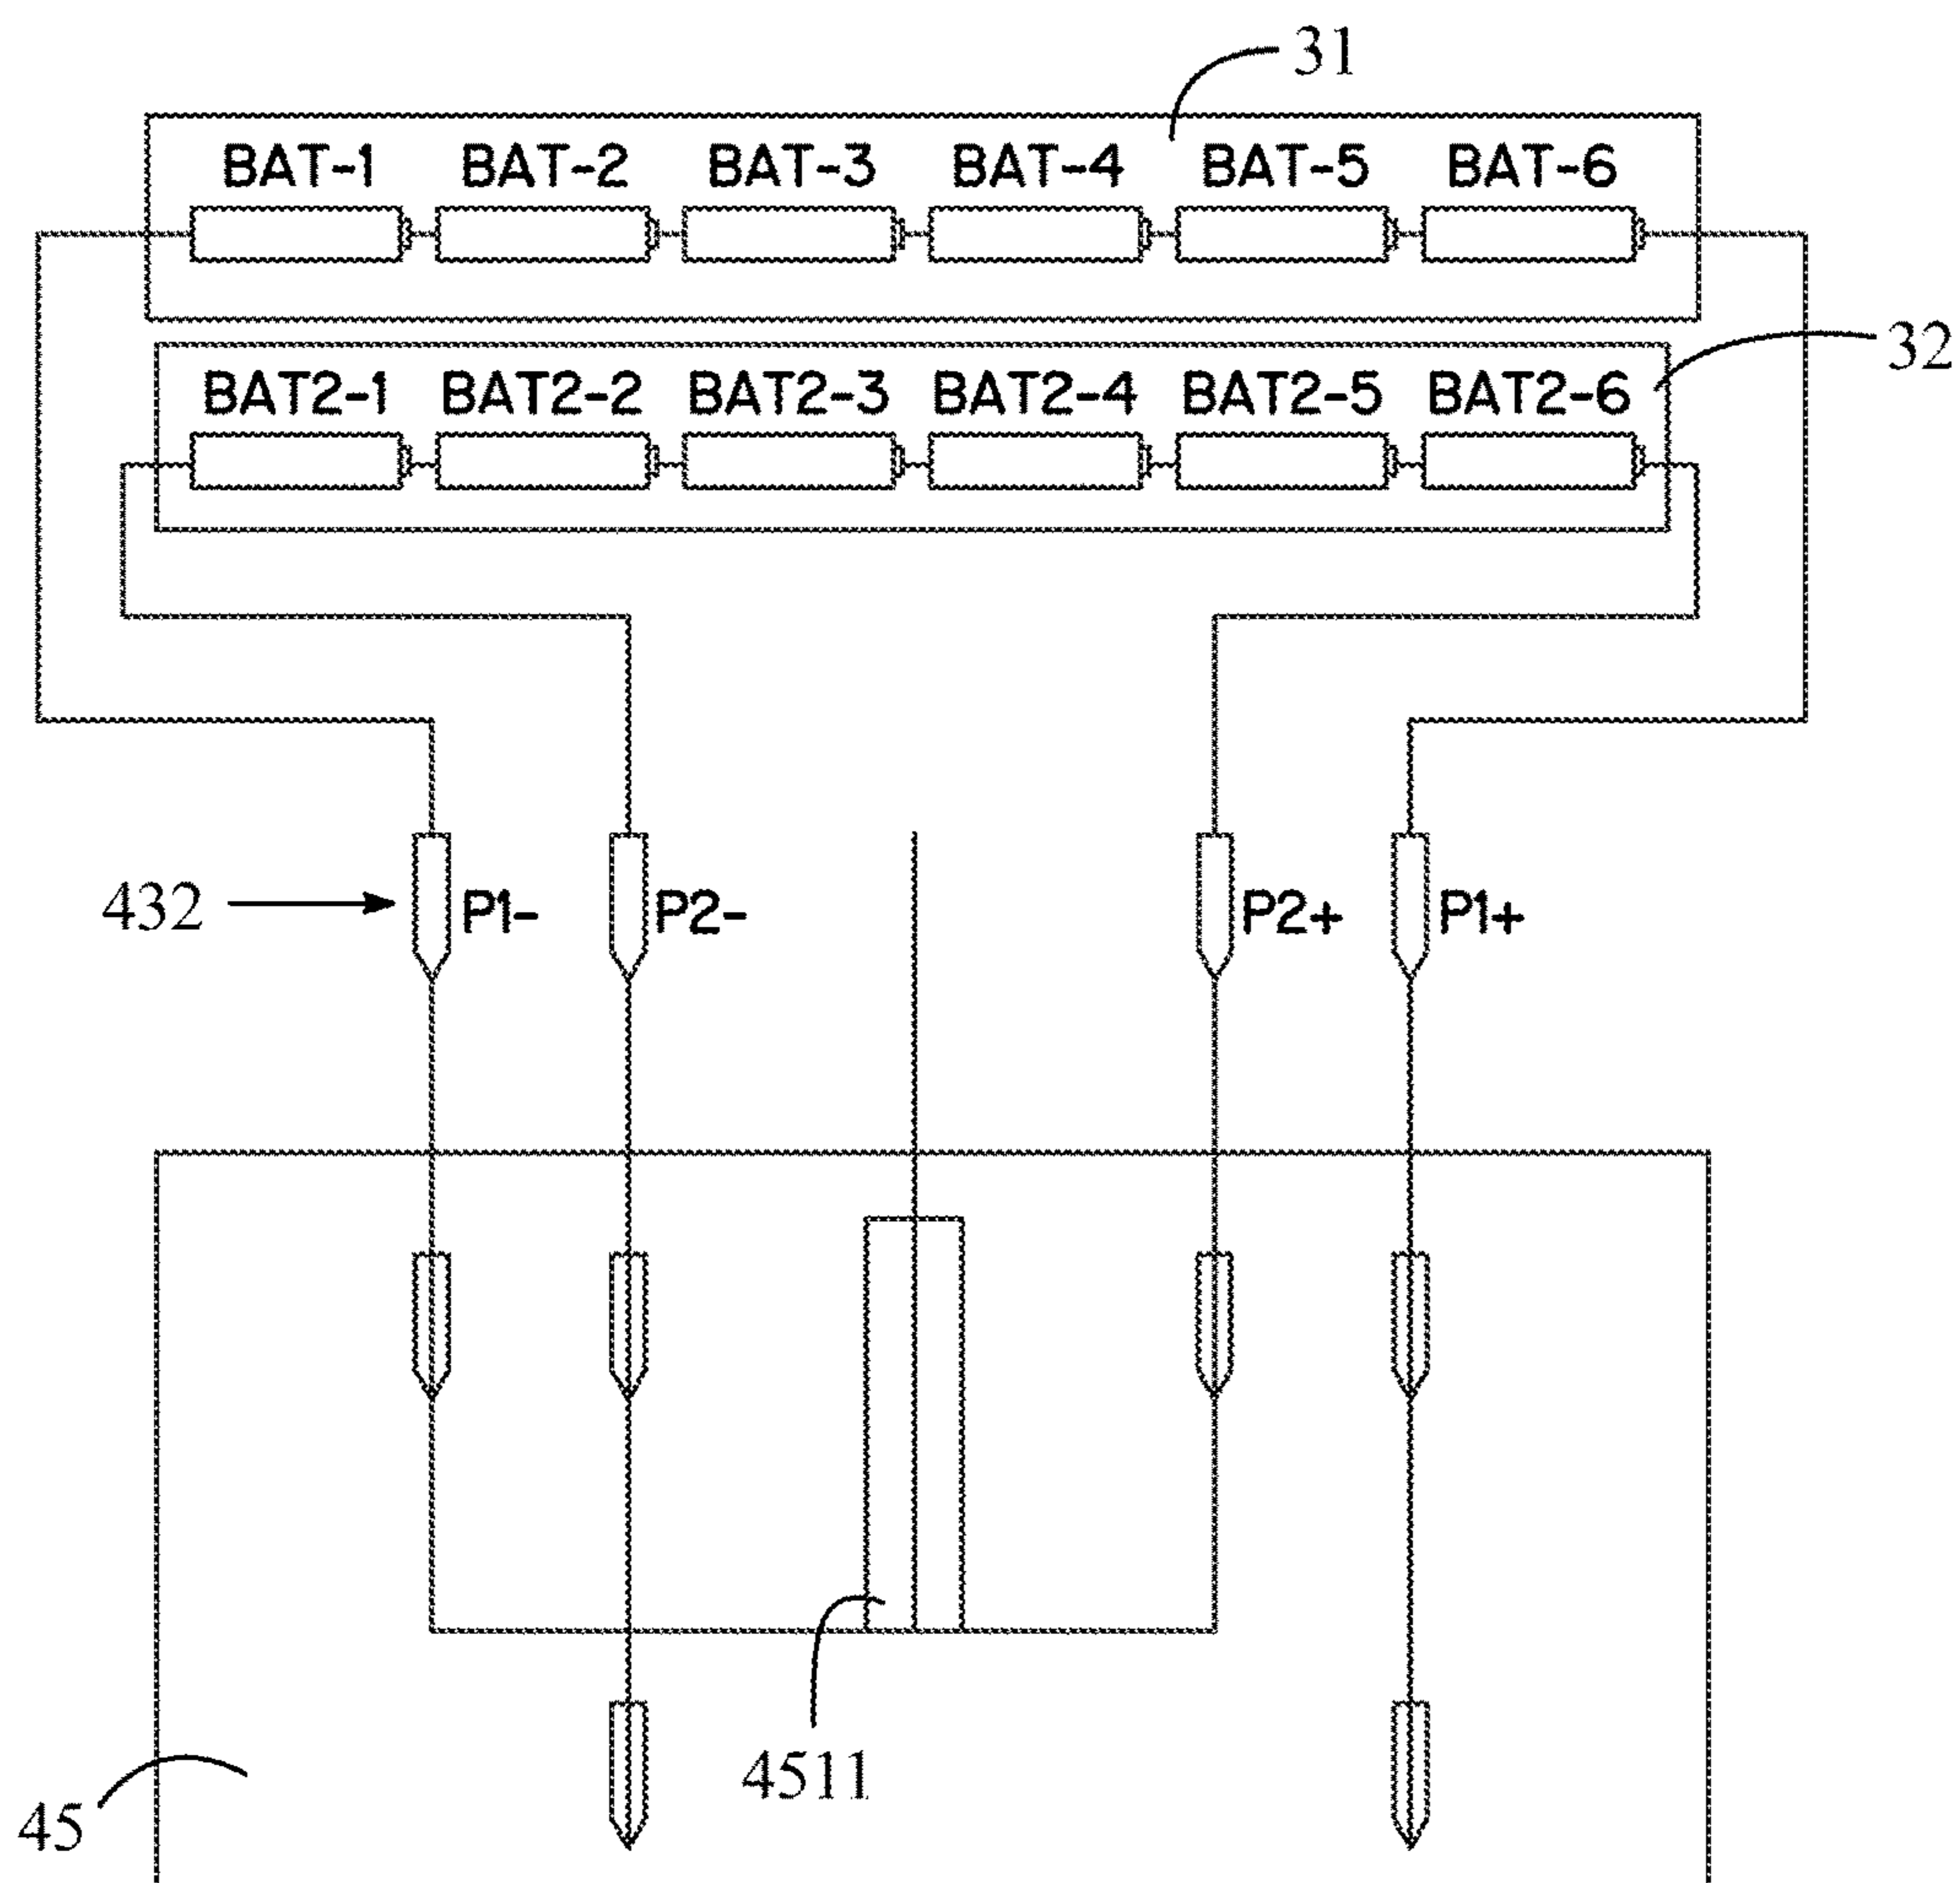 31
BAT-1 BAT-2 BAT-3 BAT-4 BAT-5 BAT-6
32
BAT2-1 BAT2-2 BAT2-3 BAT2-4 BAT2-5 BAT2-6
432 P1- P2- P2+ P1+
4511
45